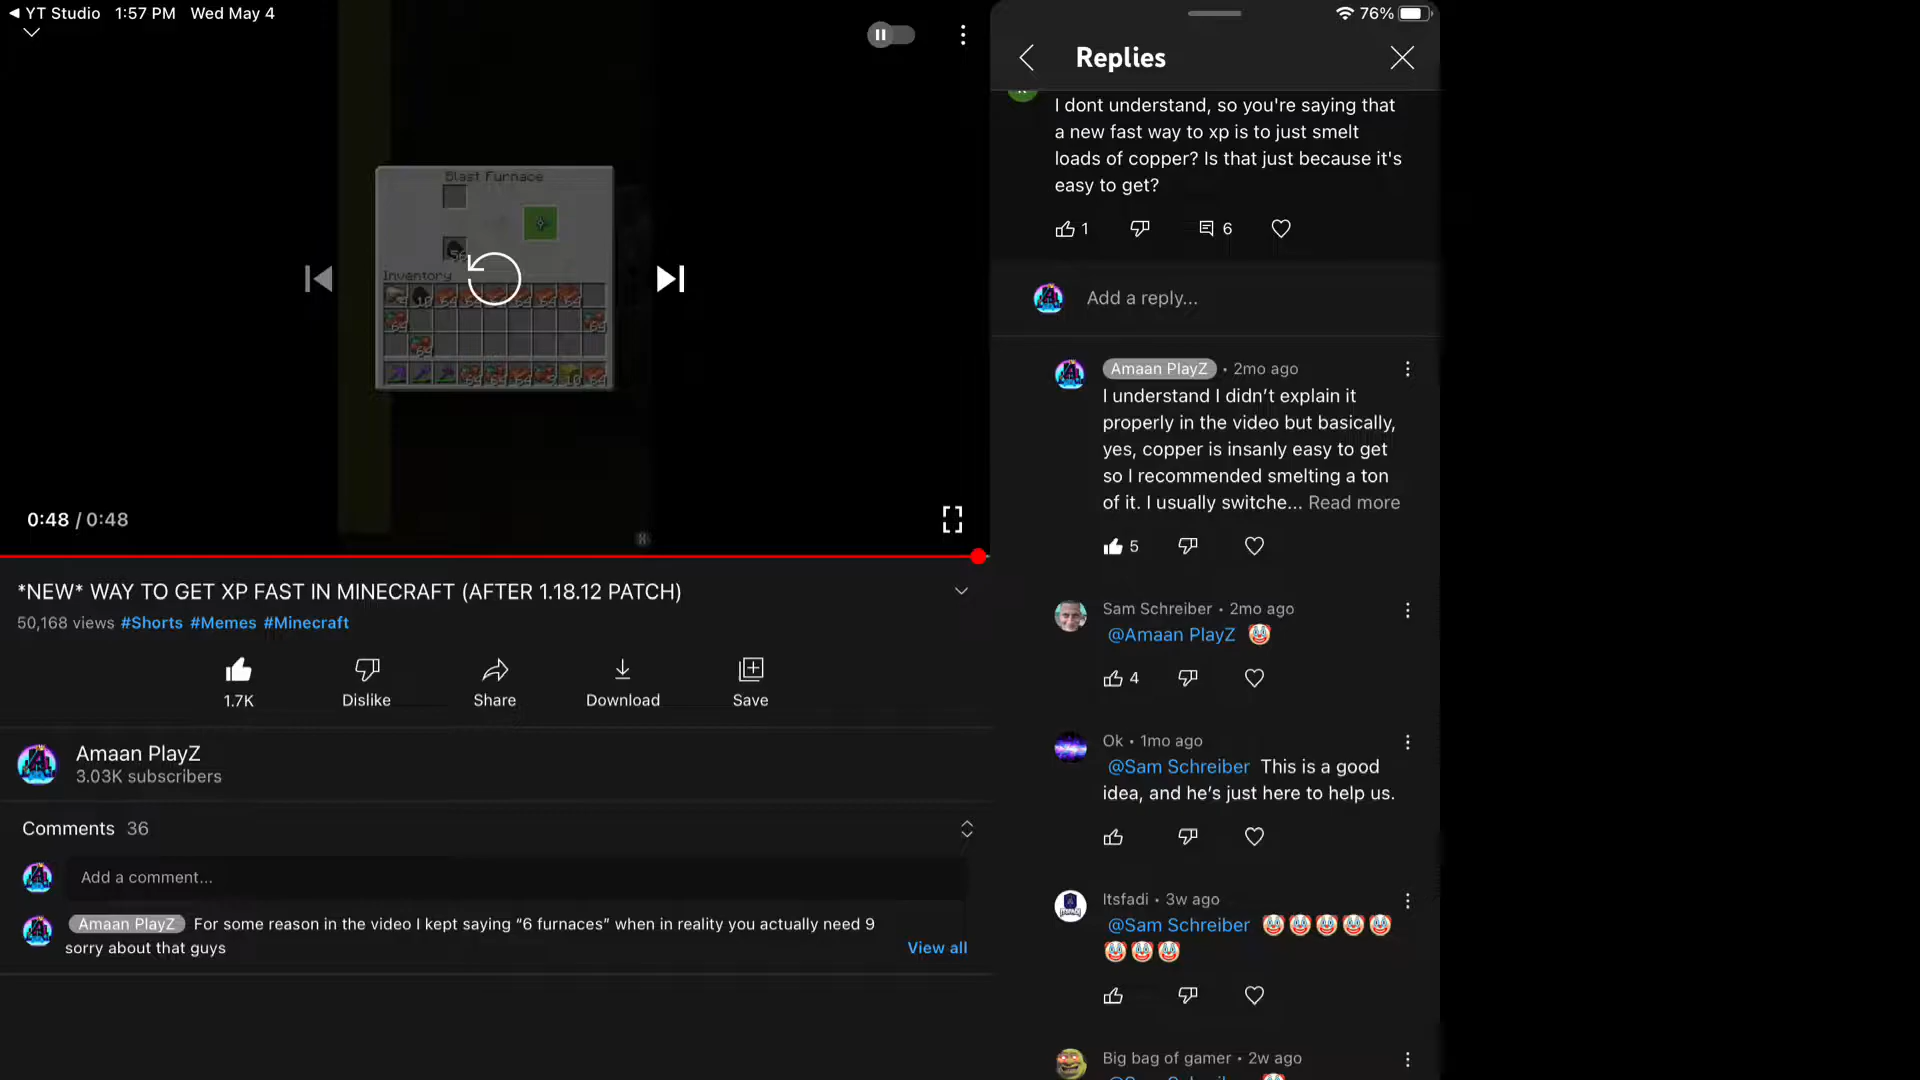 YT Studio 1:57 PM Wed May 4
76%
Blast Furnace
Inventory
0:48 / 0:48
*NEW* WAY TO GET XP FAST IN MINECRAFT (AFTER 1.18.12 PATCH)
50,168 views #Shorts #Memes #Minecraft
1.7K
Dislike
Share
Download
Save
Amaan PlayZ
3.03K subscribers
Comments 36
Add a comment...
Amaan PlayZ For some reason in the video I kept saying “6 furnaces” when in reality you actually need 9
sorry about that guys
View all
Replies
I dont understand, so you're saying that
a new fast way to xp is to just smelt
loads of copper? Is that just because it's
easy to get?
1
6
Add a reply...
Amaan PlayZ • 2mo ago
I understand I didn’t explain it
properly in the video but basically,
yes, copper is insanly easy to get
so I recommended smelting a ton
of it. I usually switche... Read more
5
Sam Schreiber • 2mo ago
@Amaan PlayZ 🤡
4
Ok • 1mo ago
@Sam Schreiber This is a good
idea, and he’s just here to help us.
Itsfadi • 3w ago
@Sam Schreiber 🤡🤡🤡🤡🤡
🤡🤡🤡
Big bag of gamer • 2w ago